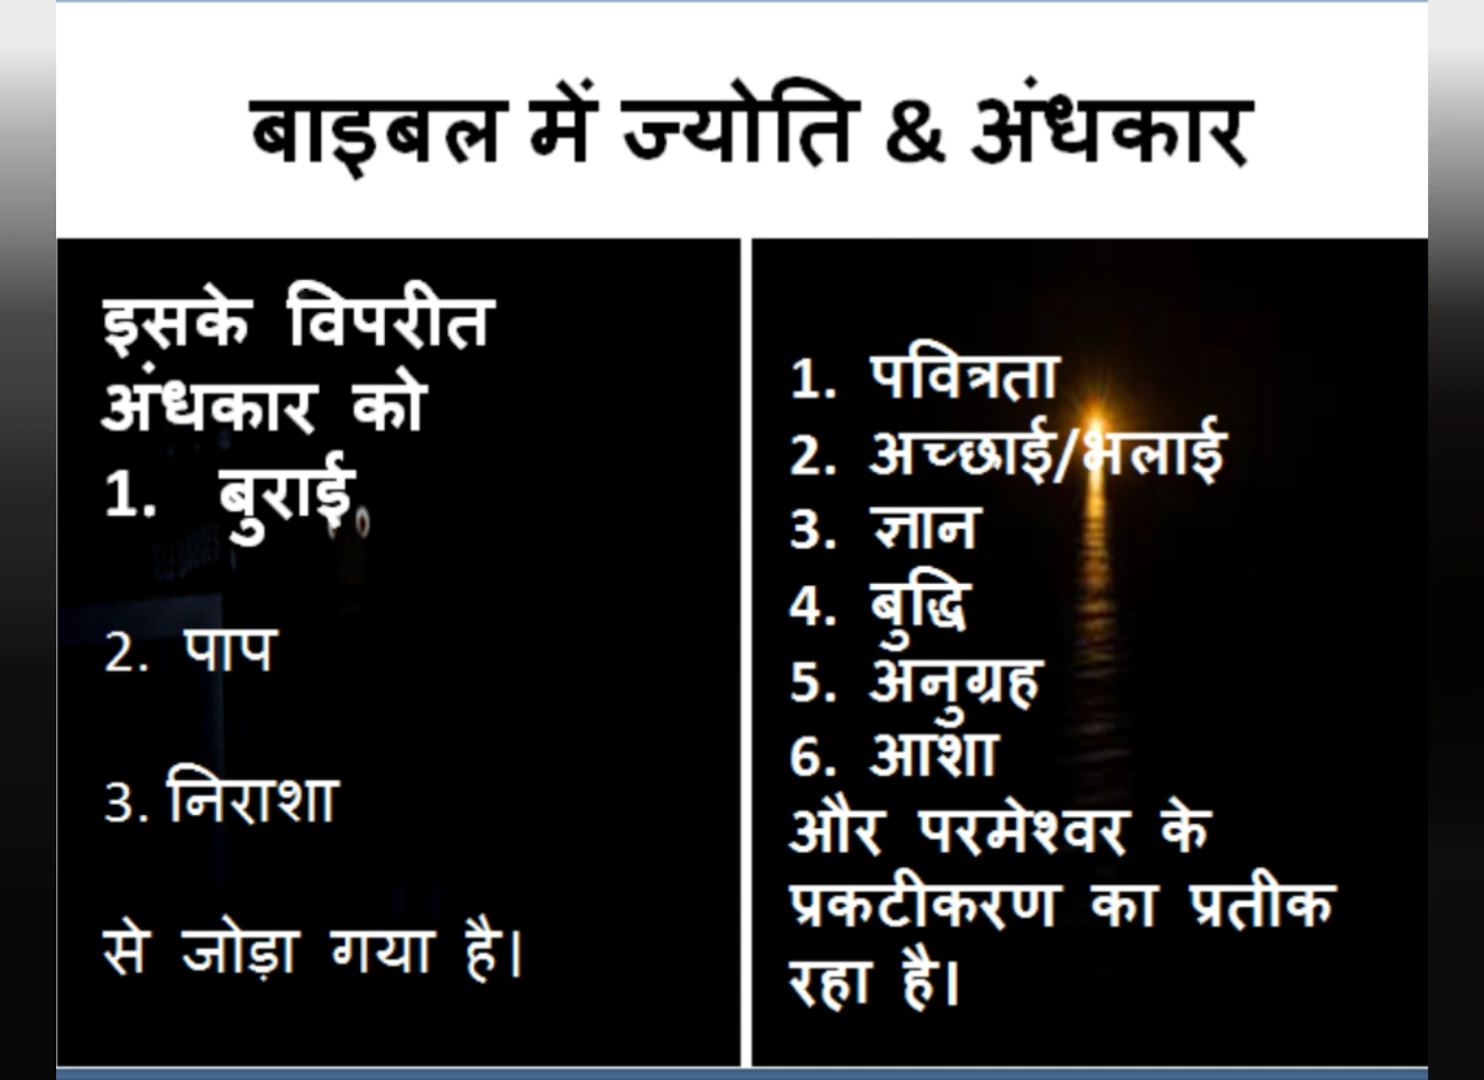 बाइबल में ज्योति & अंधकार
इसके विपरीत
अंधकार को
1. बुराई
2. पाप
3. निराशा
से जोड़ा गया है।
1. पवित्रता
2. अच्छाई/भलाई
3. ज्ञान
4. बुद्धि
5. अनुग्रह
6. आशा
और परमेश्वर के
प्रकटीकरण का प्रतीक
रहा है।